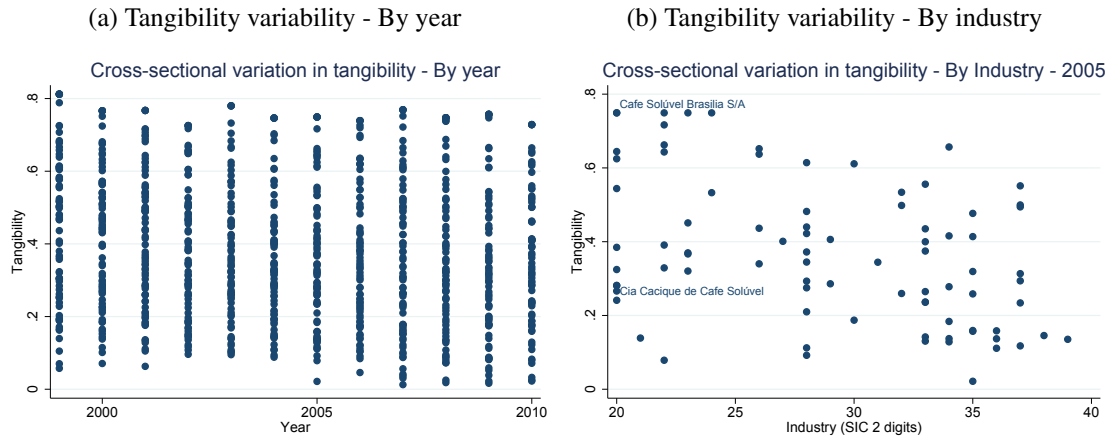 (a) Tangibility variability - By year
Cross-sectional variation in tangibility - By year
.8
.6
.4
.2
0
Tangibility
2000
2005
2010
Year
(b) Tangibility variability - By industry
Cross-sectional variation in tangibility - By Industry - 2005
.8
.6
.4
.2
0
Tangibility
Cafe Solúvel Brasilia S/A
Cia Cacique de Cafe Solúvel
20
25
30
35
40
Industry (SIC 2 digits)